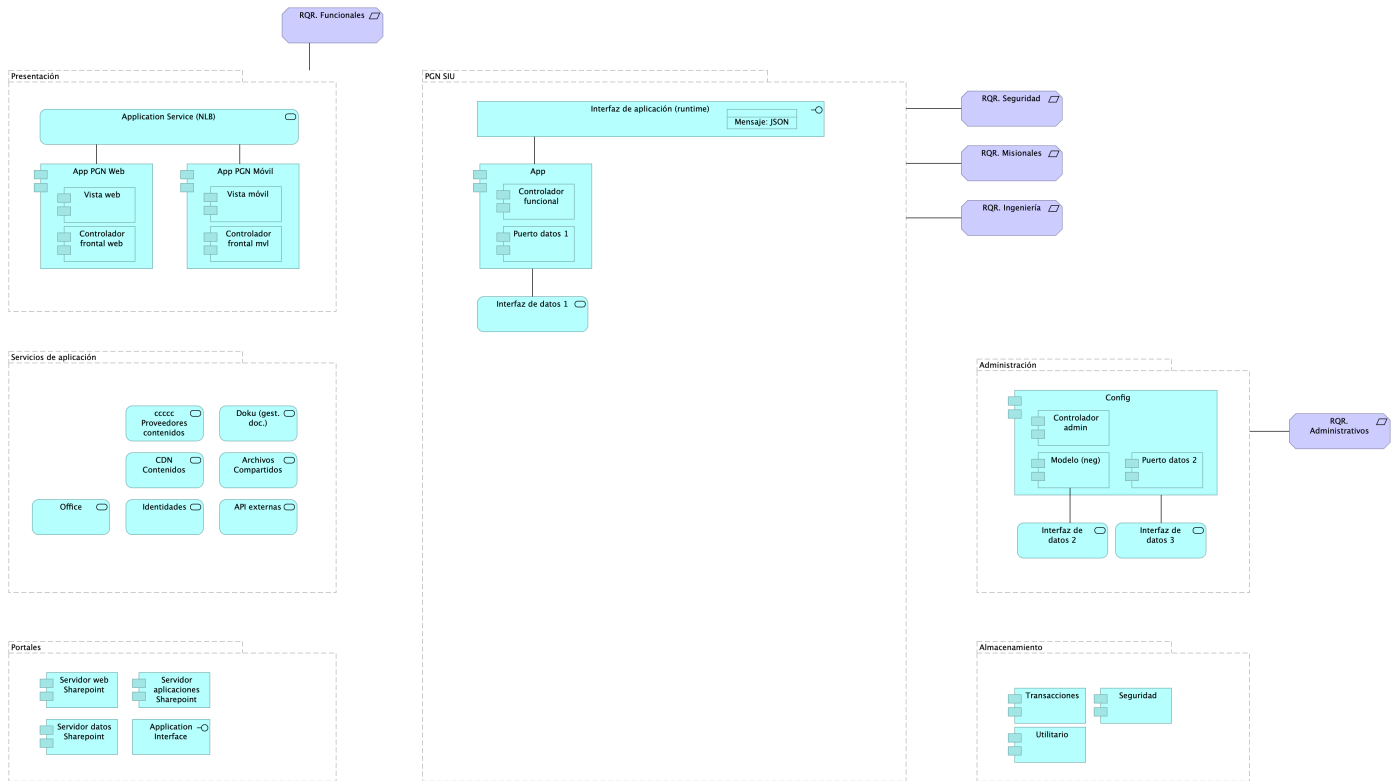 RQR. Funcionales
Presentación
Application Service (NLB)
App PGN Web
Vista web
Controlador
frontal web
App PGN Móvil
Vista móvil
Controlador
frontal mvl
PGN SIU
Interfaz de aplicación (runtime)
Mensaje: JSON
App
Controlador
funcional
Puerto datos 1
Interfaz de datos 1
RQR. Seguridad
RQR. Misionales
RQR. Ingeniería
Servicios de aplicación
ccccc
Proveedores
contenidos
Doku (gest.
doc.)
CDN
Contenidos
Archivos
Compartidos
Office
Identidades
API externas
Administración
Config
Controlador
admin
Modelo (neg)
Puerto datos 2
Interfaz de
datos 2
Interfaz de
datos 3
RQR.
Administrativos
Portales
Servidor web
Sharepoint
Servidor
aplicaciones
Sharepoint
Servidor datos
Sharepoint
Application
Interface
Almacenamiento
Transacciones
Seguridad
Utilitario